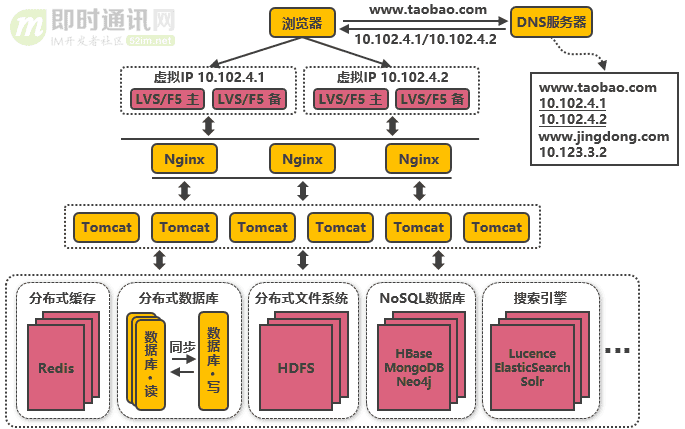 即时通讯网
IM开发者社区 52im.net
浏览器
www.taobao.com
10.102.4.1/10.102.4.2
DNS服务器
虚拟IP 10.102.4.1
LVS/F5 主
LVS/F5 备
虚拟IP 10.102.4.2
LVS/F5 主
LVS/F5 备
www.taobao.com
10.102.4.1
10.102.4.2
www.jingdong.com
10.123.3.2
Nginx
Nginx
Nginx
Tomcat
Tomcat
Tomcat
Tomcat
Tomcat
Tomcat
分布式缓存
Redis
分布式数据库
数据库·读
同步
数据库·写
分布式文件系统
HDFS
NoSQL数据库
HBase
MongoDB
Neo4j
搜索引擎
Lucence
ElasticSearch
Solr
...